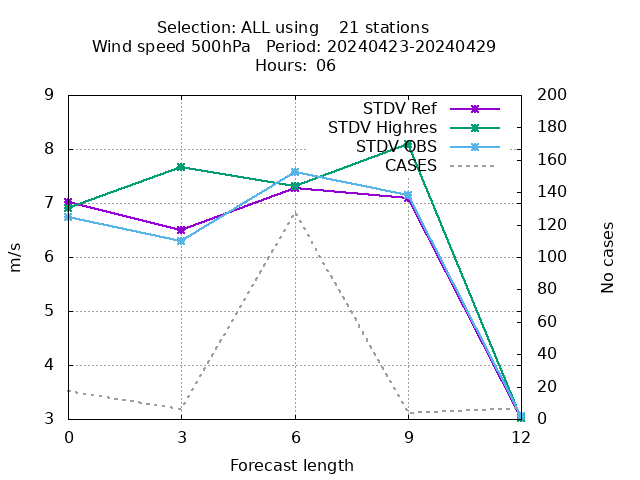 Selection: ALL using    21 stations
Wind speed 500hPa   Period: 20240423-20240429
Hours:  06
STDV Ref
STDV Highres
STDV OBS
CASES
9
8
7
6
5
4
3
200
180
160
140
120
100
80
60
40
20
0
m/s
No cases
0 3 6 9 12
Forecast length